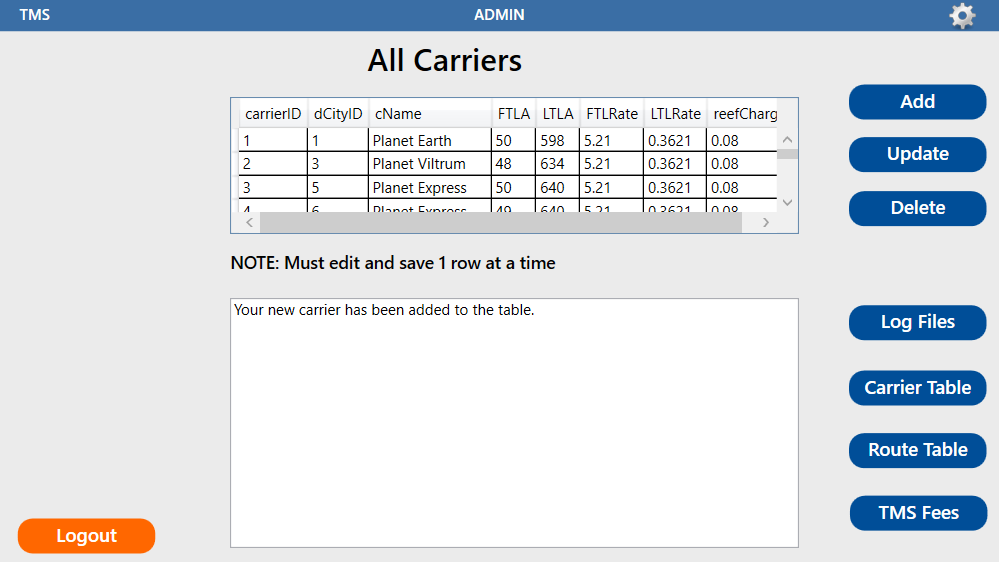 TMS ADMIN
All Carriers
carrierID dCityID cName FTLA LTLA FTLRate LTLRate reefCharg
1 1 Planet Earth 50 598 5.21 0.3621 0.08
2 3 Planet Viltrum 48 634 5.21 0.3621 0.08
3 5 Planet Express 50 640 5.21 0.3621 0.08
4 6 Planet Express 49 640 5.21 0.3621 0.08
NOTE: Must edit and save 1 row at a time
Your new carrier has been added to the table.
Add
Update
Delete
Log Files
Carrier Table
Route Table
TMS Fees
Logout